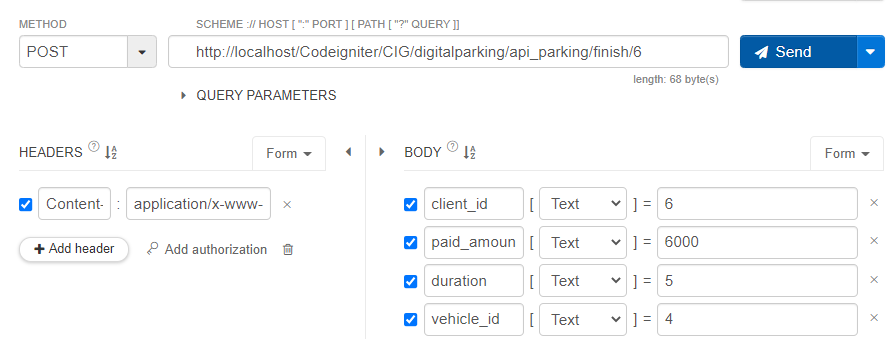 METHOD
SCHEME :// HOST [ ":" PORT ] [ PATH [ "?" QUERY ]]
POST
http://localhost/Codeigniter/CIG/digitalparking/api_parking/finish/6
Send
length: 68 byte(s)
QUERY PARAMETERS
HEADERS ? A Z
Form
BODY ? A Z
Form
Content- : application/x-www- ×
+ Add header
Add authorization
client_id [ Text ] = 6 ×
paid_amoun [ Text ] = 6000 ×
duration [ Text ] = 5 ×
vehicle_id [ Text ] = 4 ×